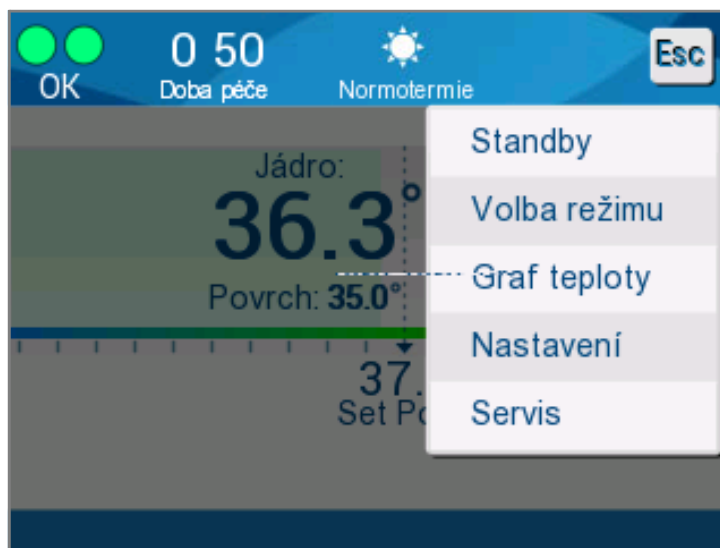 OK
0 50
Doba péče
Normotermie
Esc
Jádro:
36.3°
Povrch: 35.0°
37.
Set Po
Standby
Volba režimu
Graf teploty
Nastavení
Servis